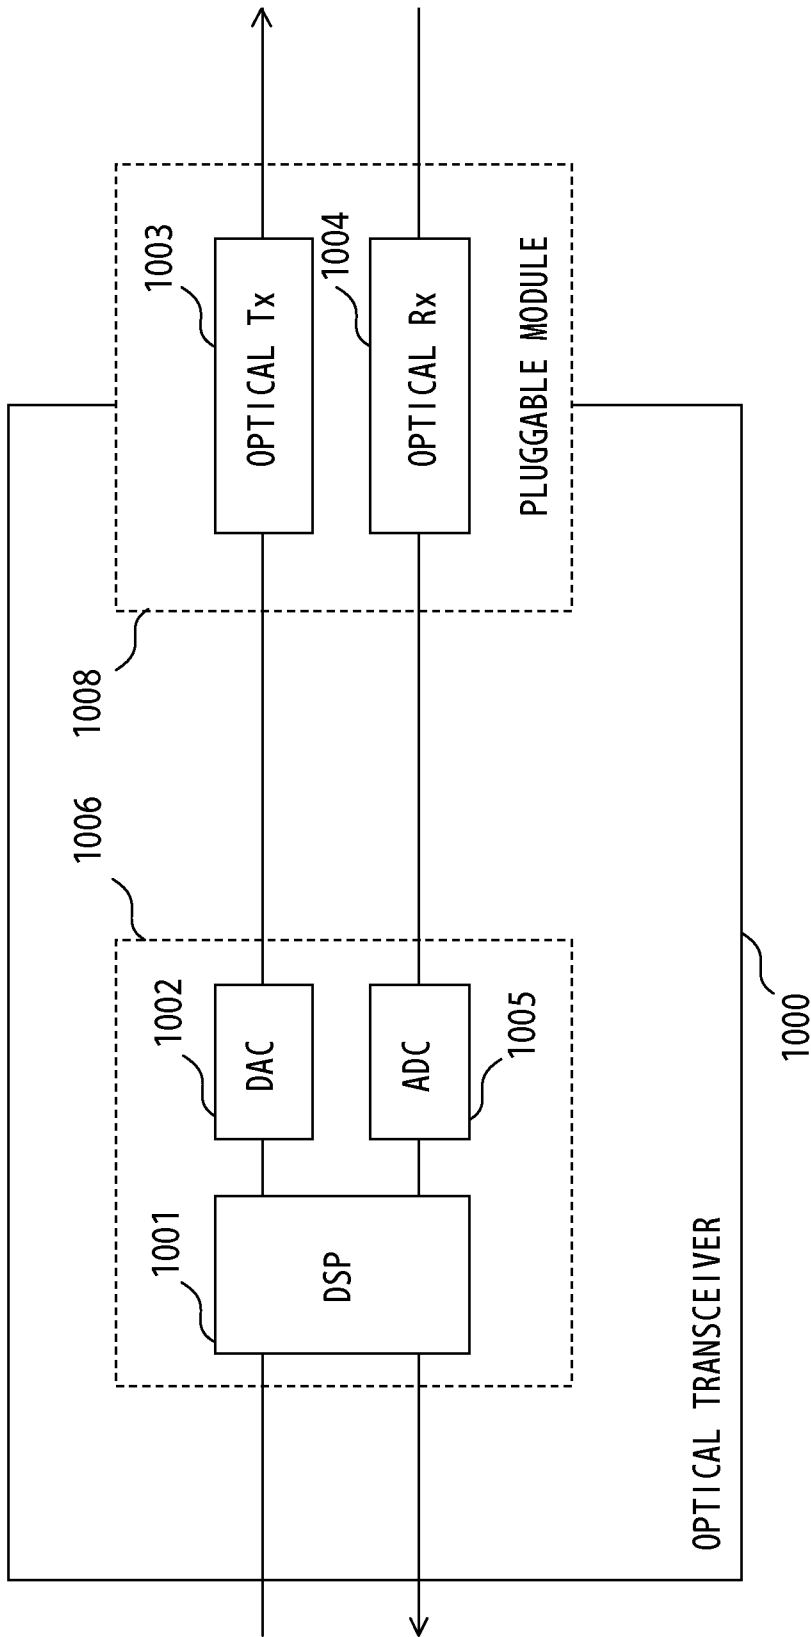 1006
1008
1001
1002
1003
DSP
DAC
OPTICAL Tx
1004
ADC
OPTICAL Rx
1005
PLUGGABLE MODULE
OPTICAL TRANSCEIVER
1000